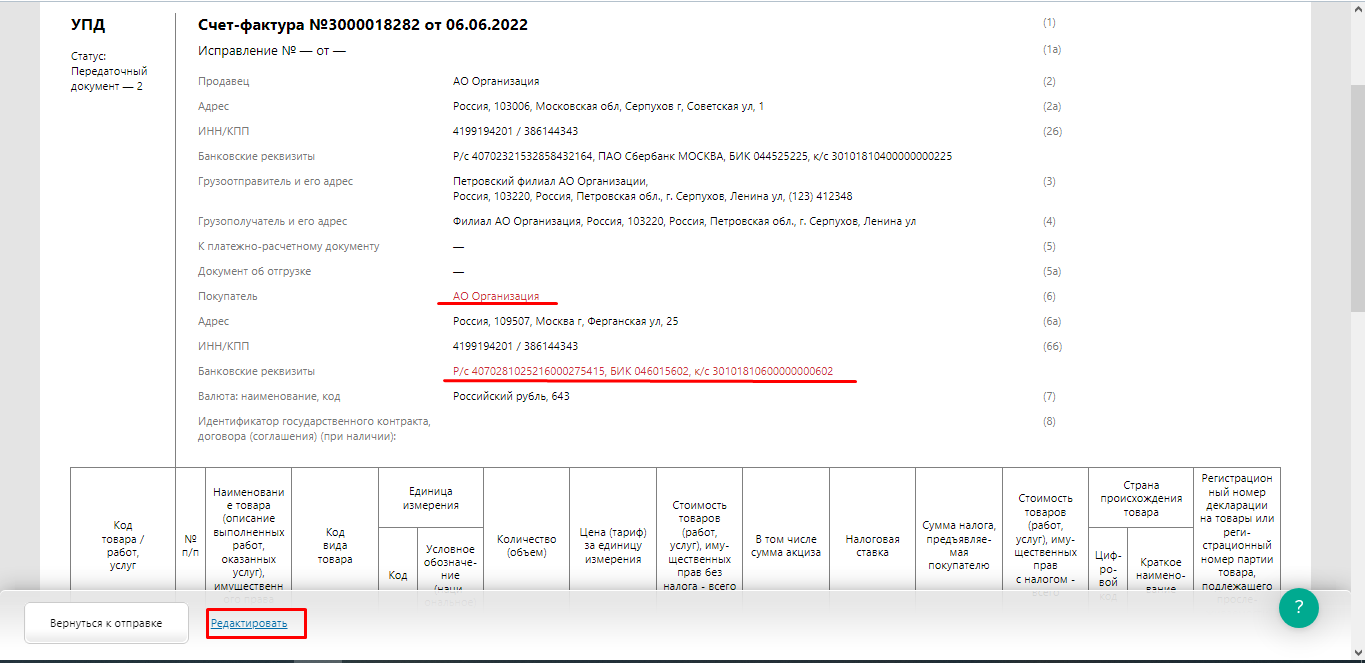 УПД
Счет-фактура №3000018282 от 06.06.2022
(1)
Исправление № — от —
(1а)
Статус:
Передаточный
документ — 2
Продавец
АО Организация
(2)
Адрес
Россия, 103006, Московская обл, Серпухов г, Советская ул, 1
(2а)
ИНН/КПП
4199194201 / 386144343
(2б)
Банковские реквизиты
Р/с 40702321532858432164, ПАО Сбербанк МОСКВА, БИК 044525225, к/с 30101810400000000225
Грузоотправитель и его адрес
Петровский филиал АО Организации,
Россия, 103220, Россия, Петровская обл., г. Серпухов, Ленина ул, (123) 412348
(3)
Грузополучатель и его адрес
Филиал АО Организация, Россия, 103220, Россия, Петровская обл., г. Серпухов, Ленина ул
(4)
К платежно-расчетному документу
—
(5)
Документ об отгрузке
—
(5а)
Покупатель
АО Организация
(6)
Адрес
Россия, 109507, Москва г, Ферганская ул, 25
(6а)
ИНН/КПП
4199194201 / 386144343
(6б)
Банковские реквизиты
Р/с 4070281025216000275415, БИК 046015602, к/с 30101810600000000602
Валюта: наименование, код
Российский рубль, 643
(7)
Идентификатор государственного контракта,
договора (соглашения) (при наличии):
(8)
Код
товара /
работ,
услуг
№
п/п
Наименовани
е товара
(описание
выполненных
работ,
оказанных
услуг),
имущественн
Код
вида
товара
Единица
измерения
Код
Условное
обозначе-
ние
(наци
Количество
(объем)
Цена (тариф)
за единицу
измерения
Стоимость
товаров
(работ,
услуг), иму-
щественных
прав без
налога - всего
В том числе
сумма акциза
Налоговая
ставка
Сумма налога,
предъявляе-
мая
покупателю
Стоимость
товаров
(работ,
услуг), иму-
щественных
прав
с налогом -
всего
Страна
происхождения
товара
Циф-
ро-
вой
код
Краткое
наимено-
вание
Регистрацион
ный номер
декларации
на товары или
реги-
страционный
номер партии
товара,
подлежащего
Вернуться к отправке
Редактировать
?